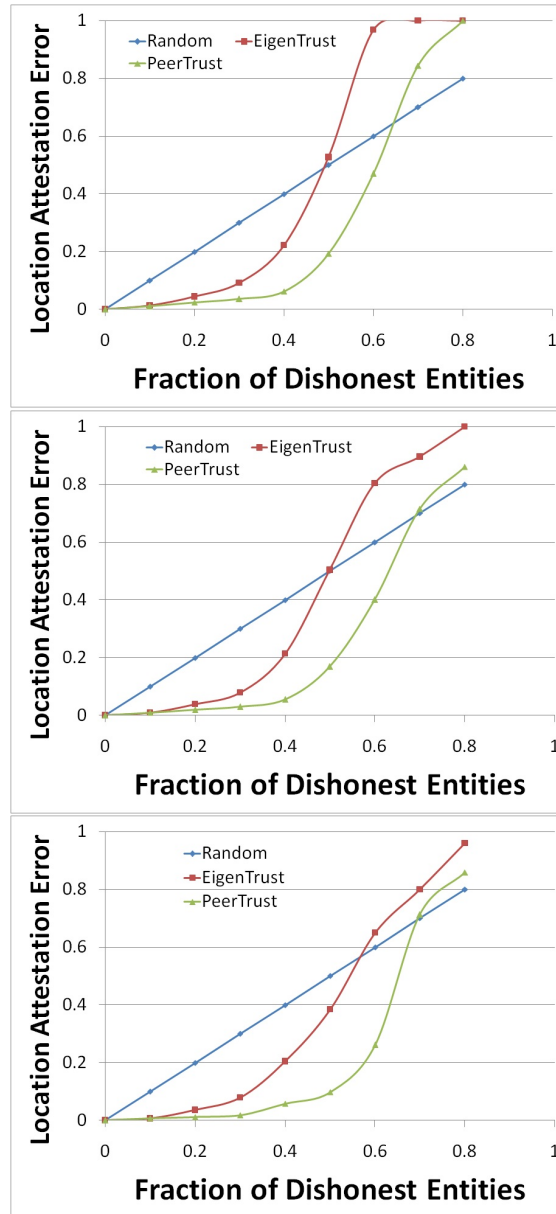 Location Attestation Error
1
0.8
0.6
0.4
0.2
0
Random EigenTrust
PeerTrust
0 0.2 0.4 0.6 0.8 1
Fraction of Dishonest Entities
Location Attestation Error
1
0.8
0.6
0.4
0.2
0
Random EigenTrust
PeerTrust
0 0.2 0.4 0.6 0.8 1
Fraction of Dishonest Entities
Location Attestation Error
1
0.8
0.6
0.4
0.2
0
Random
EigenTrust
PeerTrust
0 0.2 0.4 0.6 0.8 1
Fraction of Dishonest Entities